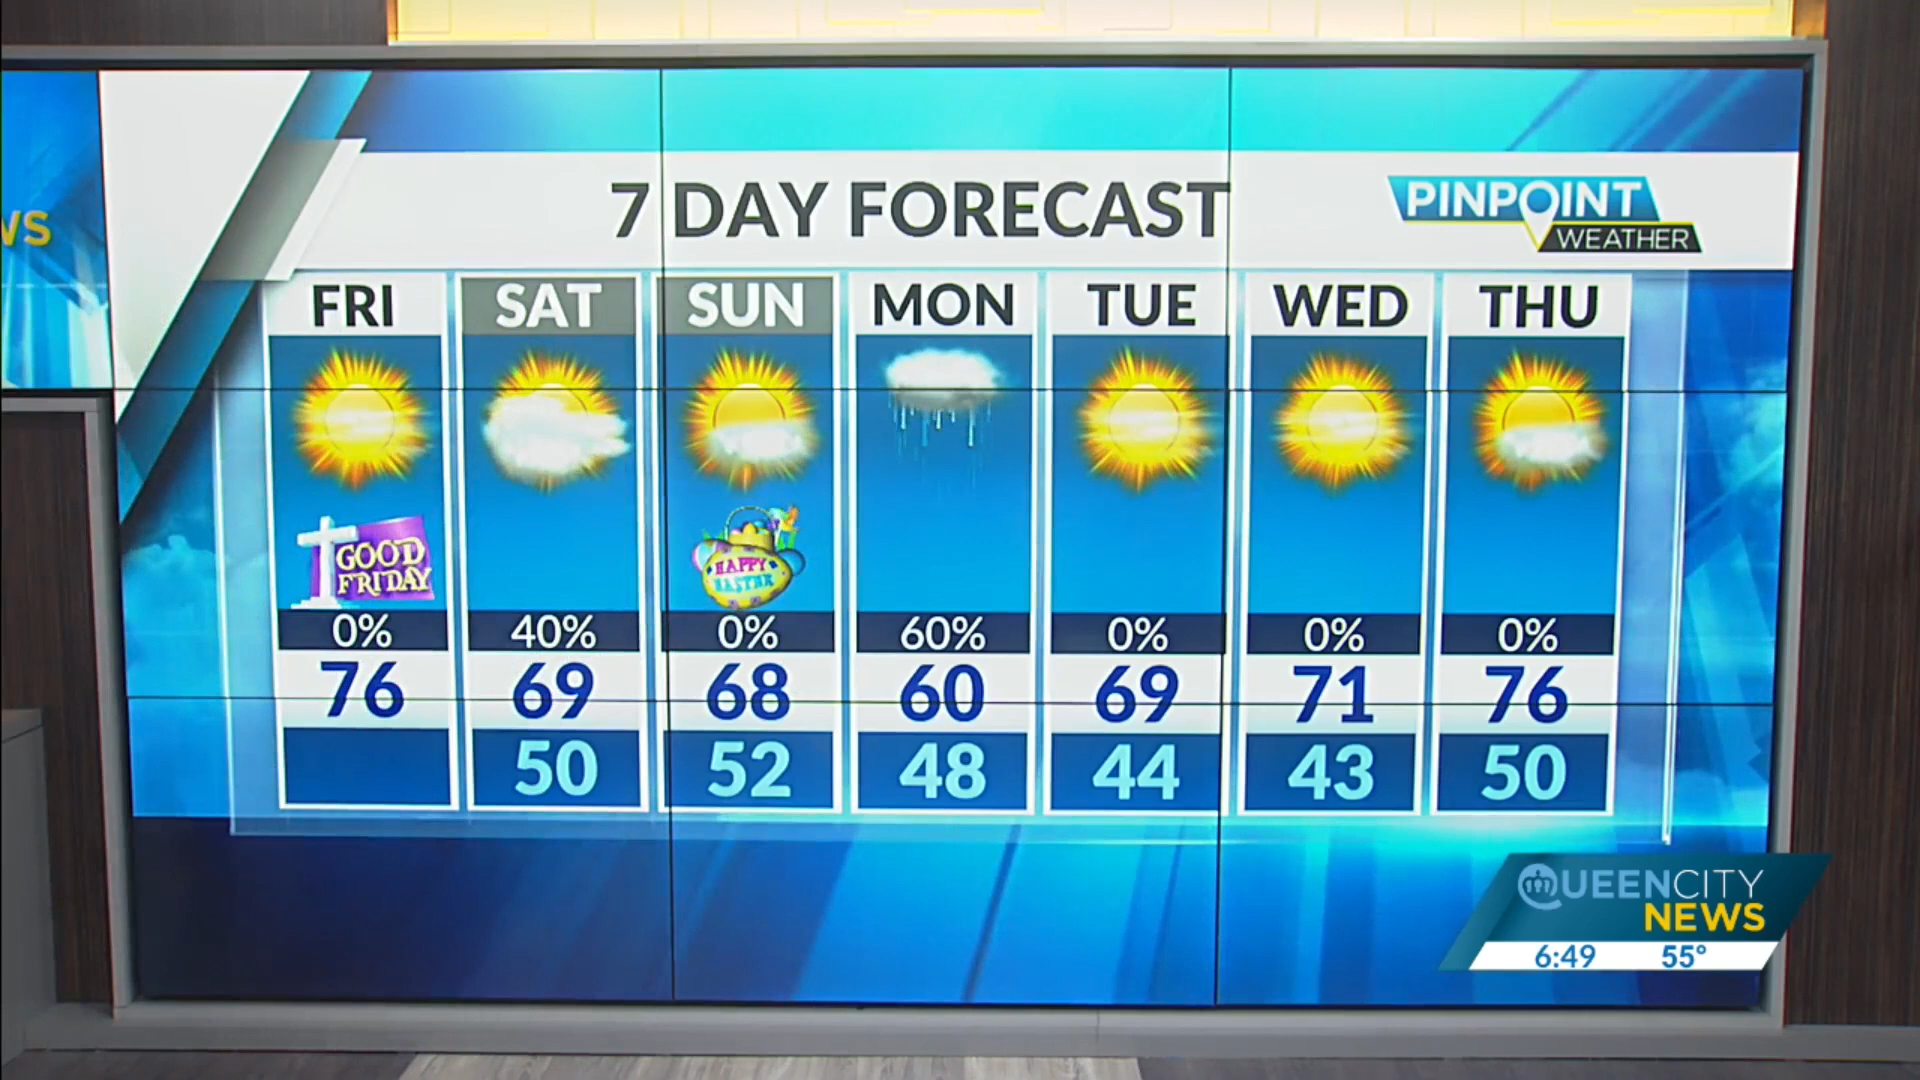 7 DAY FORECAST
PINPOINT
WEATHER
WS
FRI SAT SUN MON TUE WED THU
GOOD
FRIDAY
HAPPY
EASTER
0% 40% 0% 60% 0% 0% 0%
76 69 68 60 69 71 76
50 52 48 44 43 50
QUEENCITY
NEWS
6:49 55°